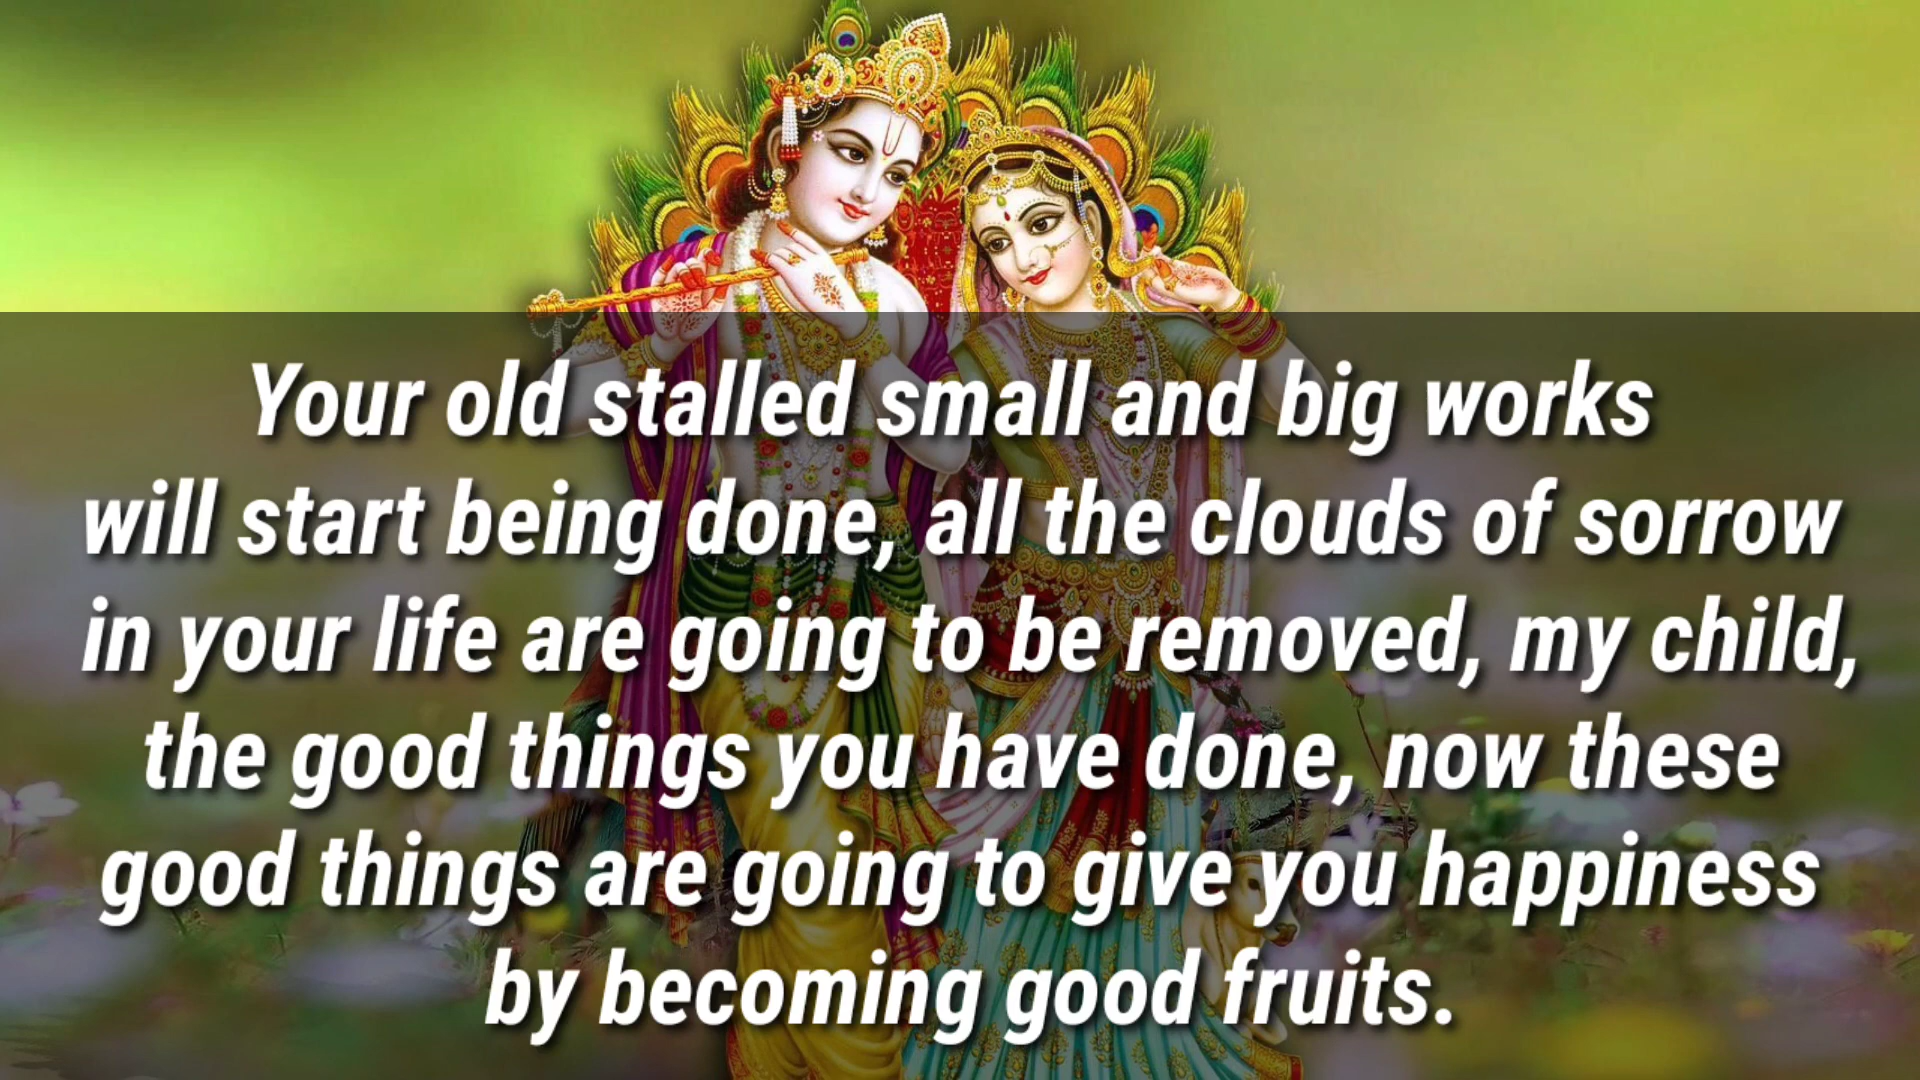 Your old stalled small and big works
will start being done, all the clouds of sorrow
in your life are going to be removed, my child,
the good things you have done, now these
good things are going to give you happiness
by becoming good fruits.